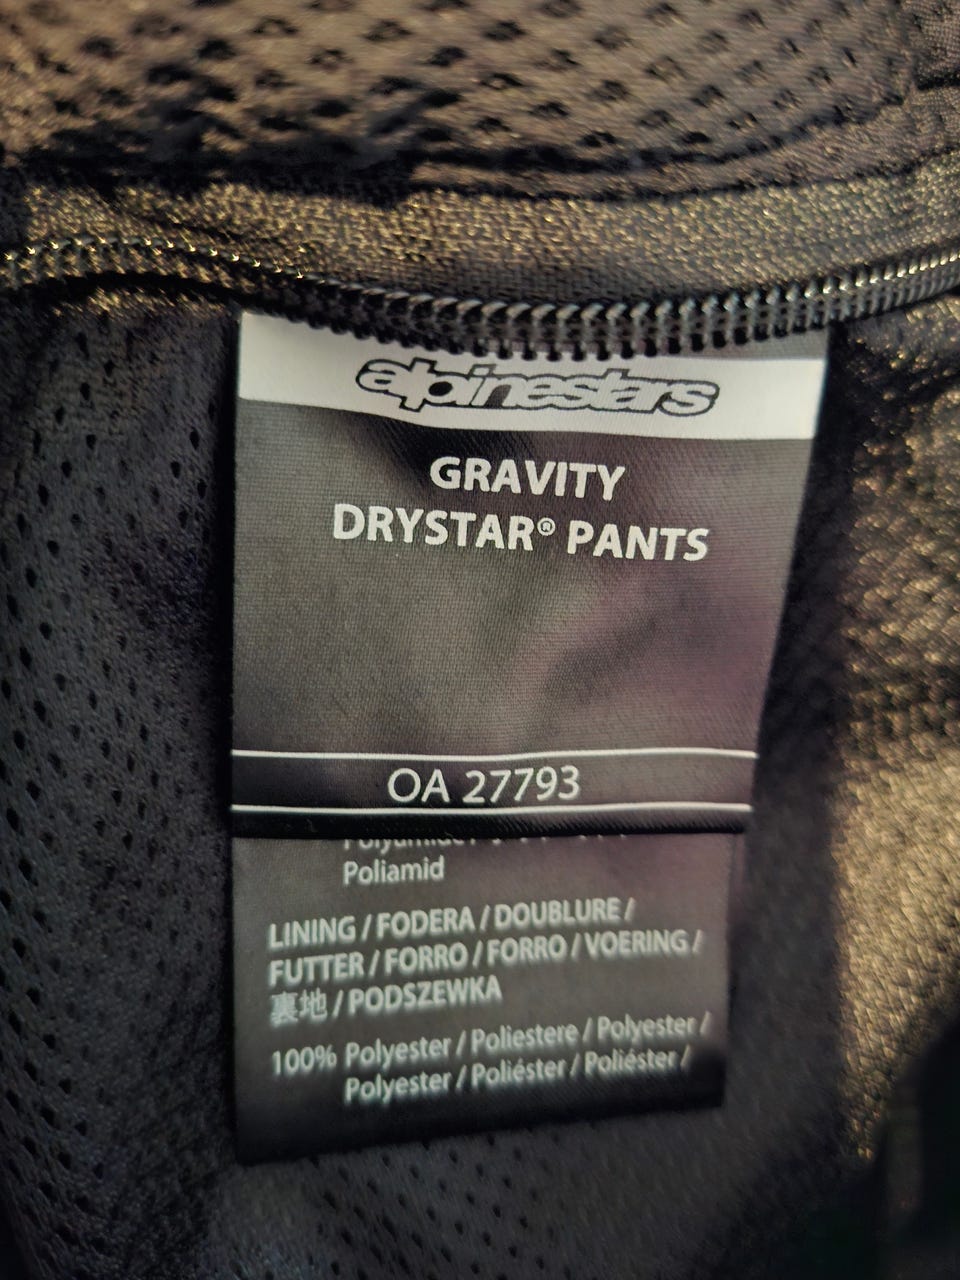 alpinestars
GRAVITY
DRYSTAR® PANTS
OA 27793
Poliamid
LINING / FODERA / DOUBLURE /
FUTTER / FORRO / FORRO / VOERING /
裏地 / PODSZEWKA
100% Polyester / Poliestere / Polyester /
Polyester / Poliéster / Poliéster /